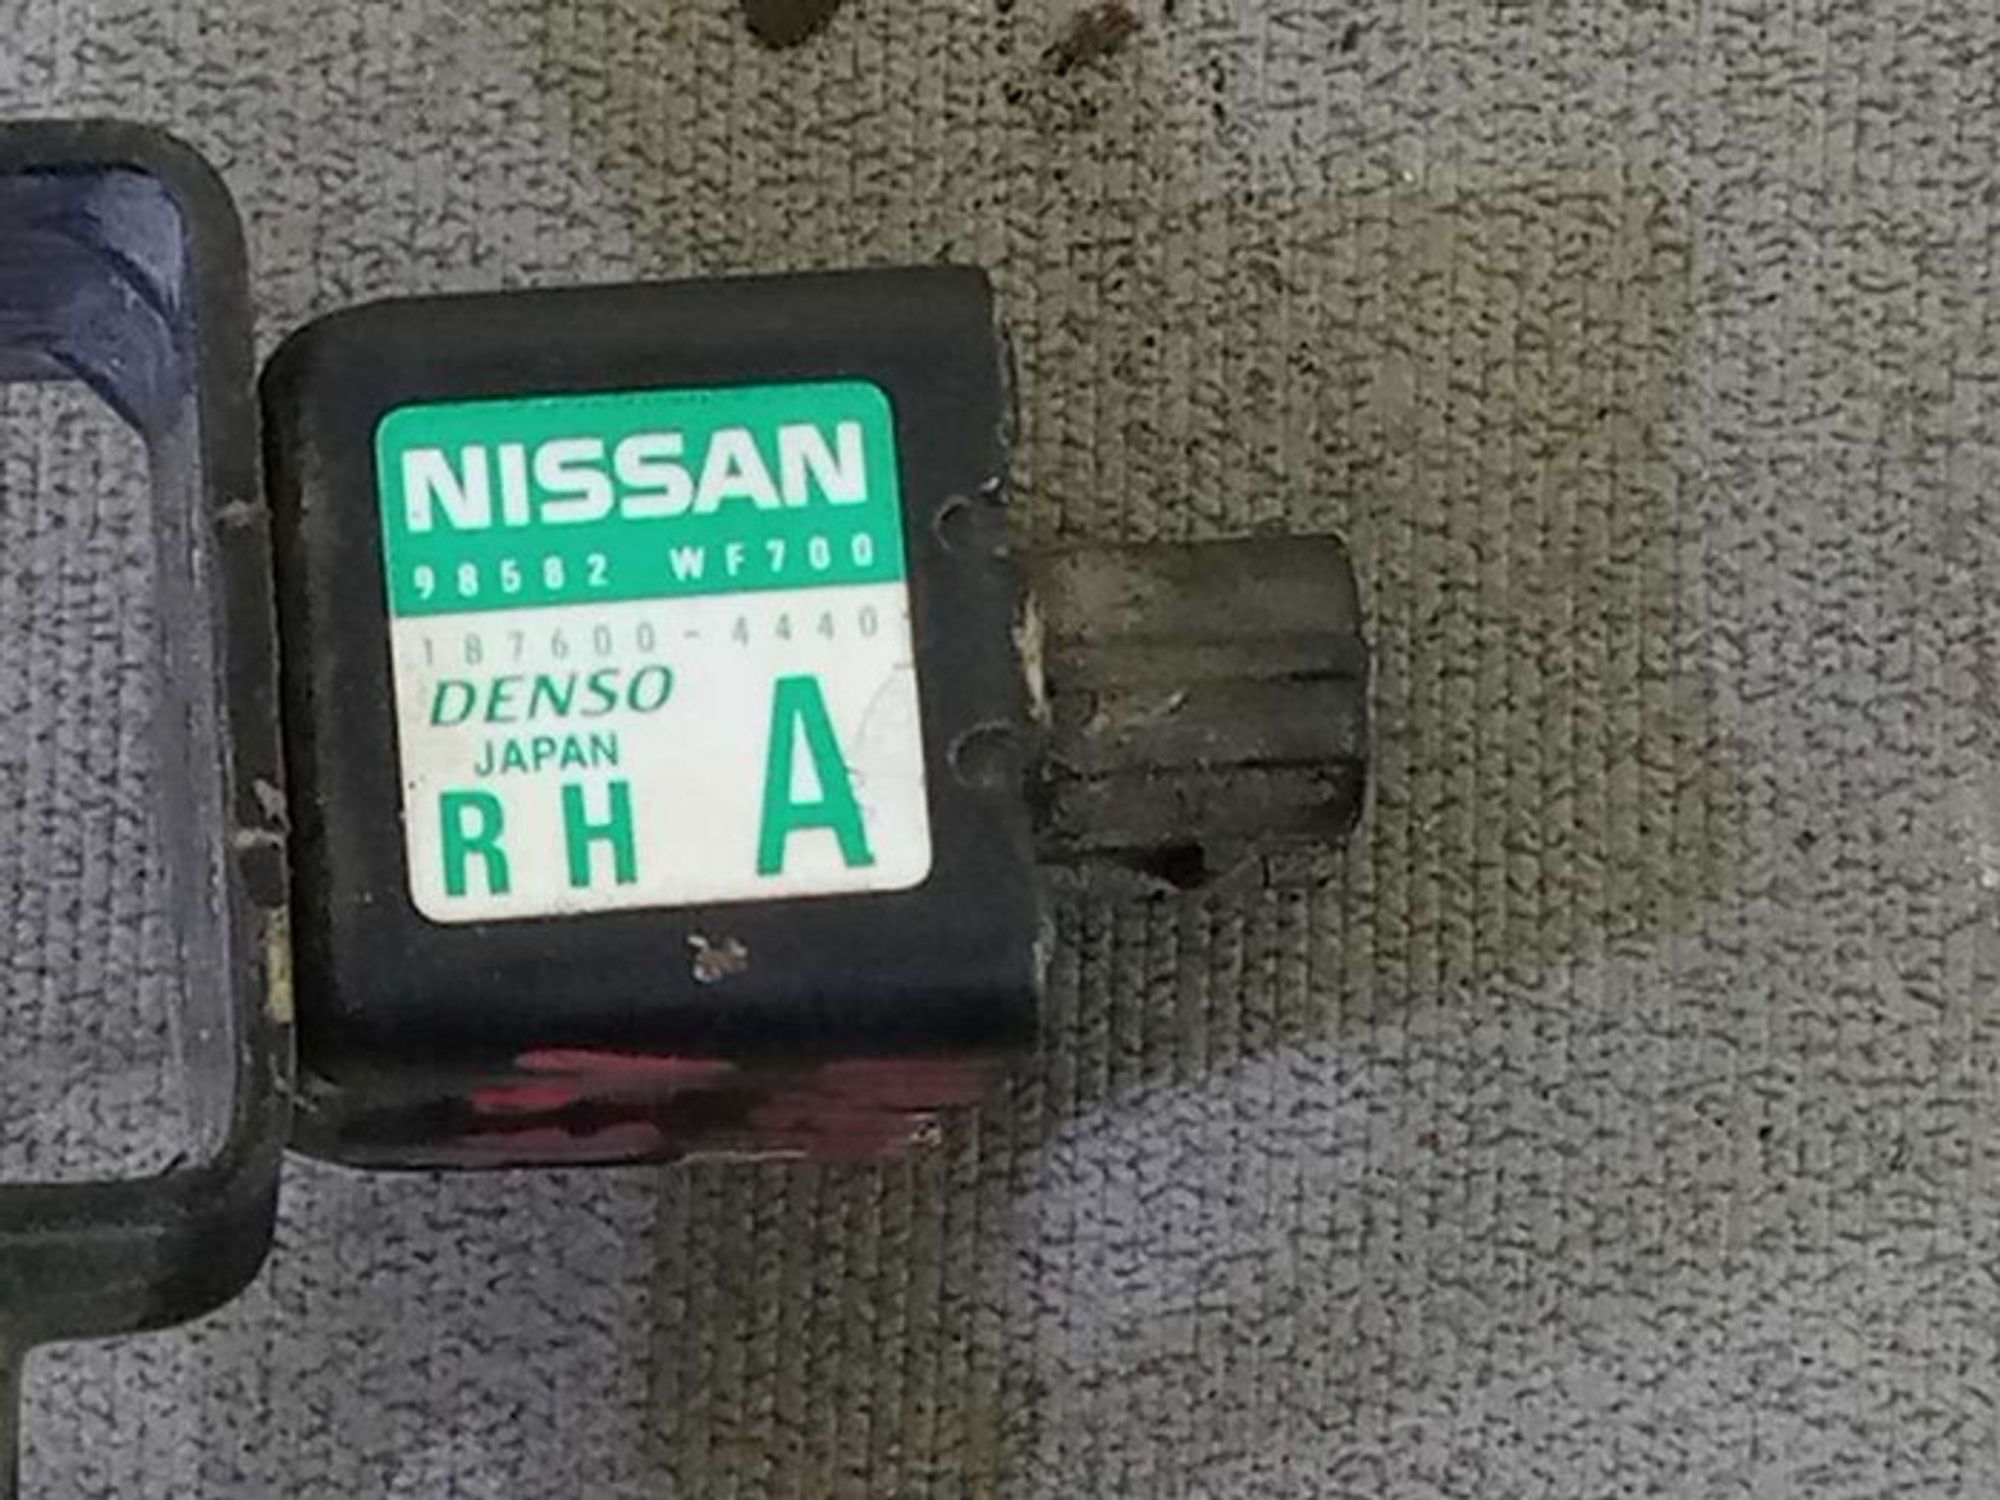 NISSAN
98582 WF700
187600-4440
DENSO
JAPAN
RH A